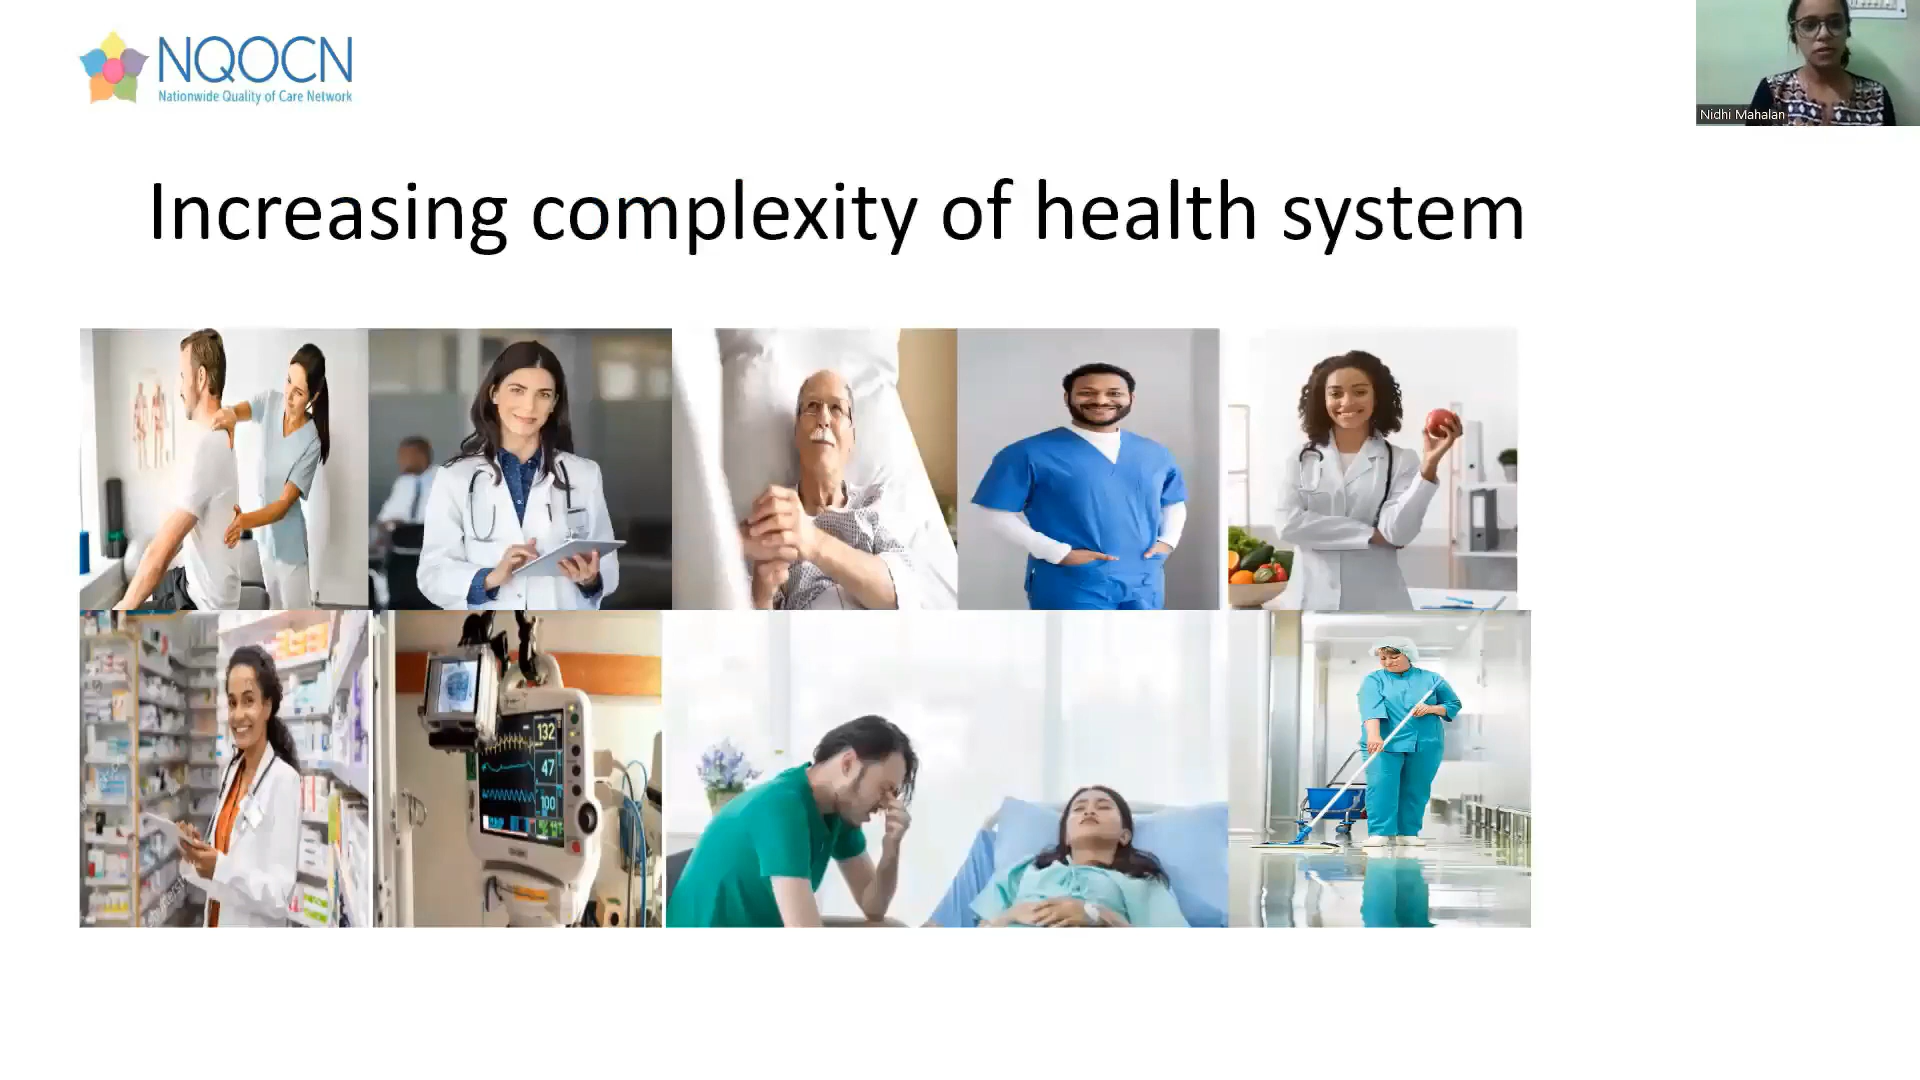 NQOCN
Nationwide Quality of Care Network
Nidhi Mahalan
Increasing complexity of health system
132
47
100